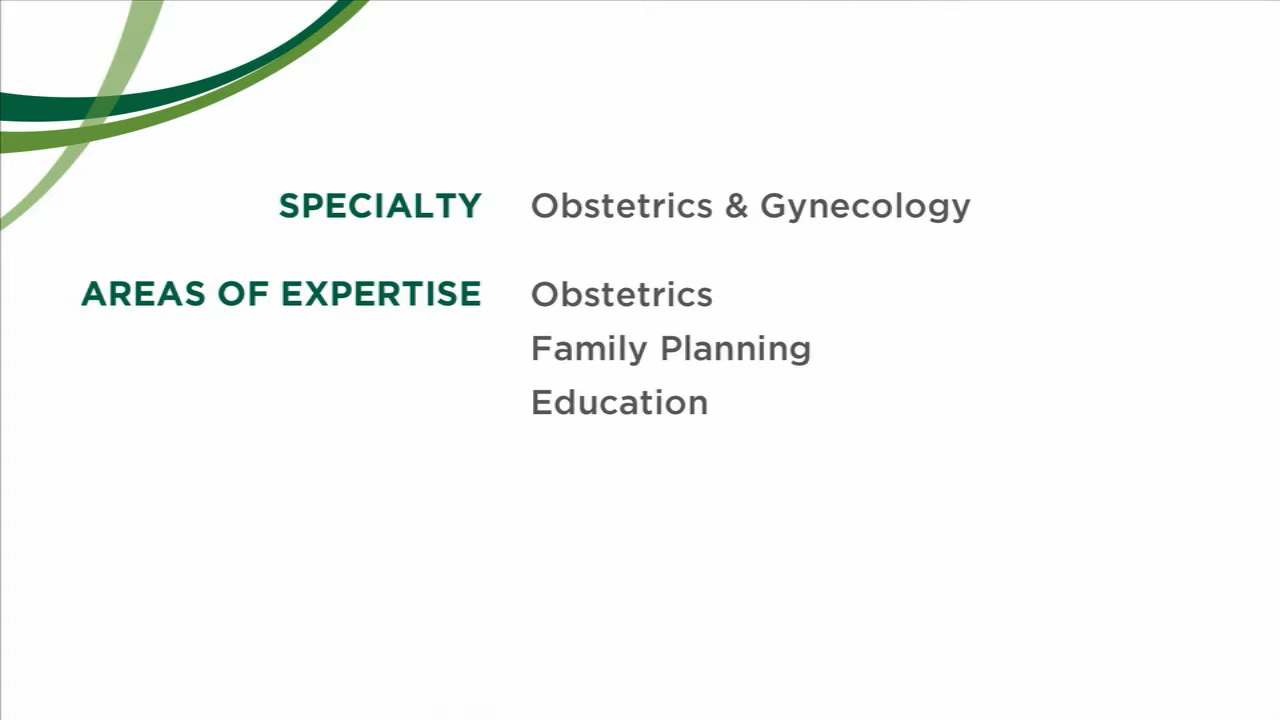 SPECIALTY Obstetrics & Gynecology
AREAS OF EXPERTISE Obstetrics
Family Planning
Education